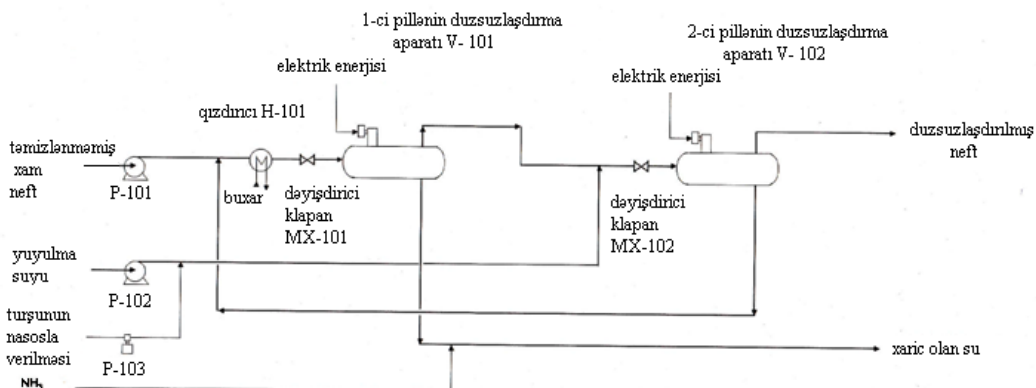 1-ci pillənin duzsuzlaşdırma
aparatı V- 101
2-ci pillənin duzsuzlaşdırma
aparatı V- 102
elektrik enerjisi
elektrik enerjisi
qızdırıcı H-101
təmizlənməmiş
xam
neft
P-101
buxar
dəyişdirici
klapan
MX-101
dəyişdirici
klapan
MX-102
duzsuzlaşdırılmış
neft
yuyulma
suyu
P-102
turşunun
nasosla
verilməsi
P-103
xaric olan su
NH₃